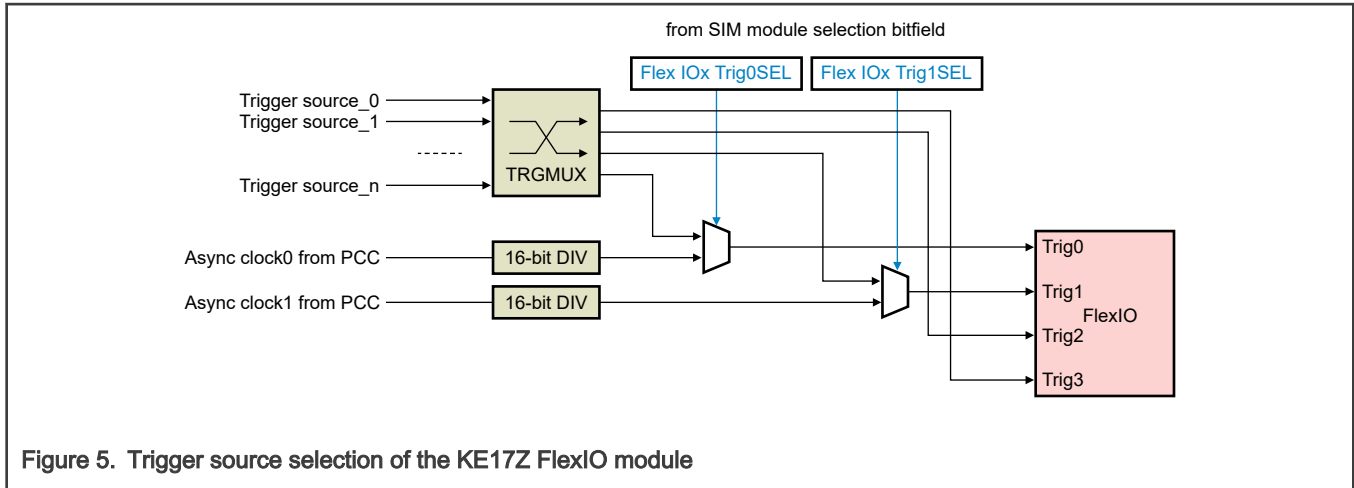 from SIM module selection bitfield
Flex IOx Trig0SEL
Flex IOx Trig1SEL
Trigger source_0
Trigger source_1
TRGMUX
Trigger source_n
Async clock0 from PCC
16-bit DIV
Async clock1 from PCC
16-bit DIV
Trig0
Trig1
FlexIO
Trig2
Trig3
Figure 5. Trigger source selection of the KE17Z FlexIO module